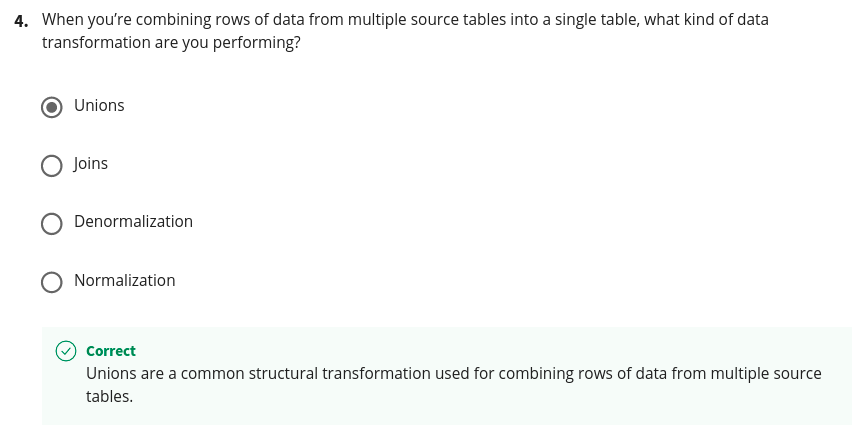 4. When you’re combining rows of data from multiple source tables into a single table, what kind of data
transformation are you performing?
Unions
Joins
Denormalization
Normalization
Correct
Unions are a common structural transformation used for combining rows of data from multiple source
tables.